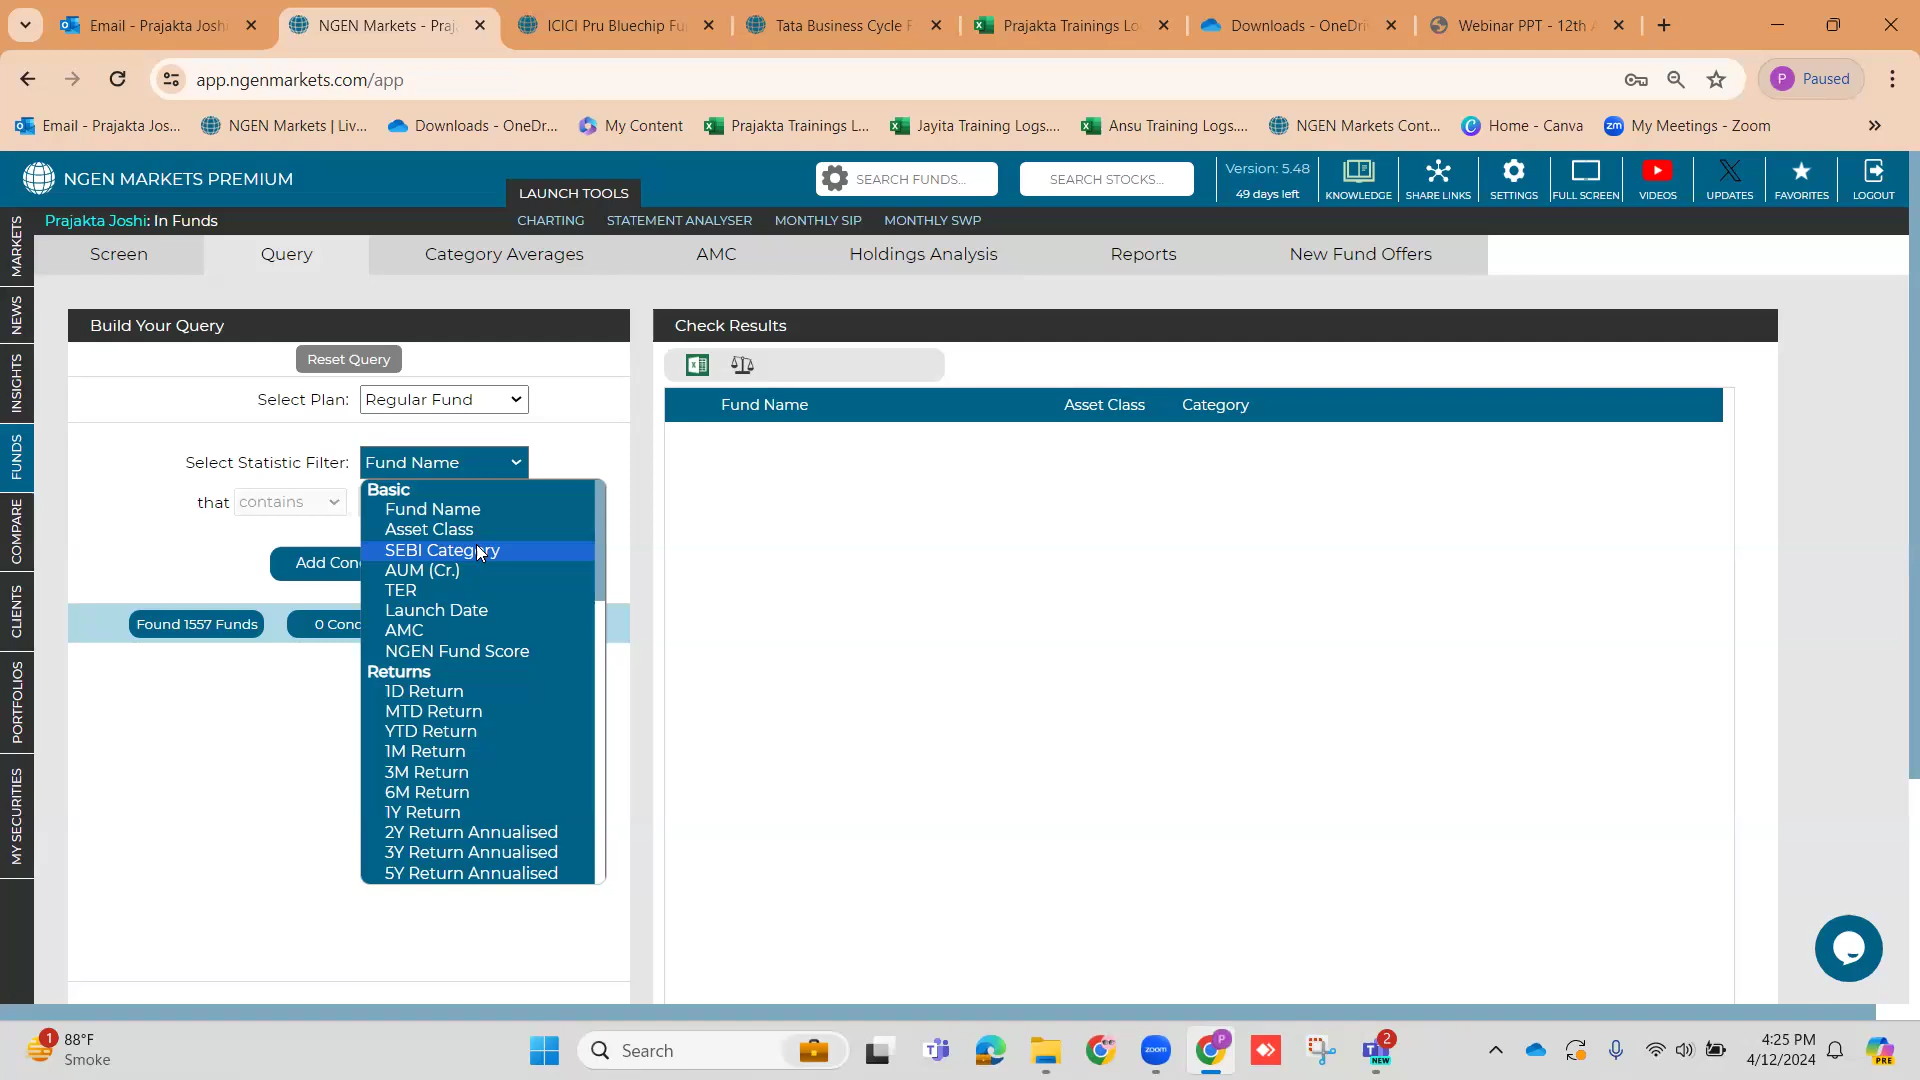 Email - Prajakta Joshi
NGEN Markets - Praj
ICICI Pru Bluechip Fu
Tata Business Cycle F
Prajakta Trainings Lo
Downloads - OneDri
Webinar PPT - 12th A
app.ngenmarkets.com/app
P Paused
Email - Prajakta Jos...
NGEN Markets | Liv...
Downloads - OneDr...
My Content
Prajakta Trainings L...
Jayita Training Logs....
Ansu Training Logs....
NGEN Markets Cont...
Home - Canva
zm My Meetings - Zoom
NGEN MARKETS PREMIUM
LAUNCH TOOLS
SEARCH FUNDS...
SEARCH STOCKS...
Version: 5.48
49 days left
KNOWLEDGE
SHARE LINKS
SETTINGS
FULL SCREEN
VIDEOS
UPDATES
FAVORITES
LOGOUT
Prajakta Joshi: In Funds
CHARTING
STATEMENT ANALYSER
MONTHLY SIP
MONTHLY SWP
MARKETS
NEWS
INSIGHTS
FUNDS
COMPARE
CLIENTS
PORTFOLIOS
MY SECURITIES
Screen
Query
Category Averages
AMC
Holdings Analysis
Reports
New Fund Offers
Build Your Query
Reset Query
Select Plan: Regular Fund
Select Statistic Filter: Fund Name
that contains
Add Con
Found 1557 Funds
0 Cond
Basic
Fund Name
Asset Class
SEBI Category
AUM (Cr.)
TER
Launch Date
AMC
NGEN Fund Score
Returns
1D Return
MTD Return
YTD Return
1M Return
3M Return
6M Return
1Y Return
2Y Return Annualised
3Y Return Annualised
5Y Return Annualised
Check Results
Fund Name
Asset Class
Category
1
88°F
Smoke
Search
zoom
P
2
NEW
4:25 PM
4/12/2024
PRE